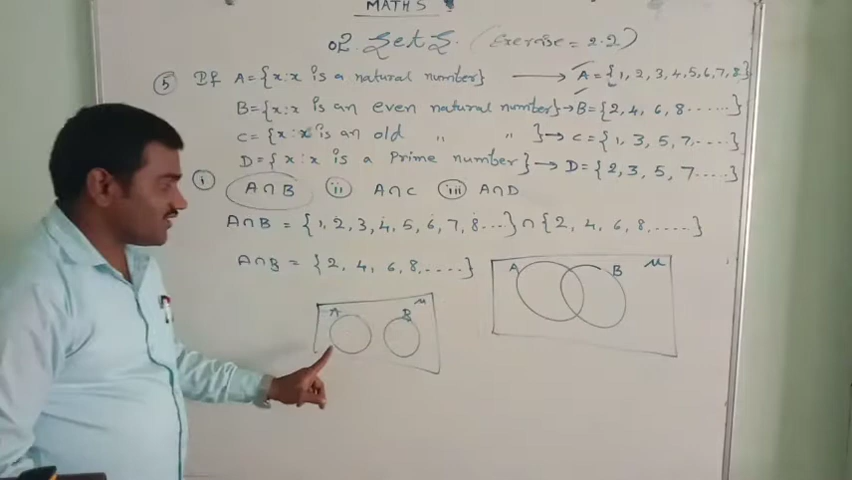 MATHS
02 Sets. (Exercise = 2.2)
⑤ If A={x:x is a natural number} → A={1,2,3,4,5,6,7,8}
B={x:x is an even natural number}→B={2,4,6,8......}
C={x:x is an old " " }→C={1,3,5,7,....}
D={x:x is a Prime number}→D={2,3,5,7....}
ⓘ A∩B ⓘⓘ A∩C ⓘⓘⓘ A∩D
A∩B = {1,2,3,4,5,6,7,8...}∩{2,4,6,8,.....}
A∩B = {2,4,6,8,.....}
A B μ
A B μ